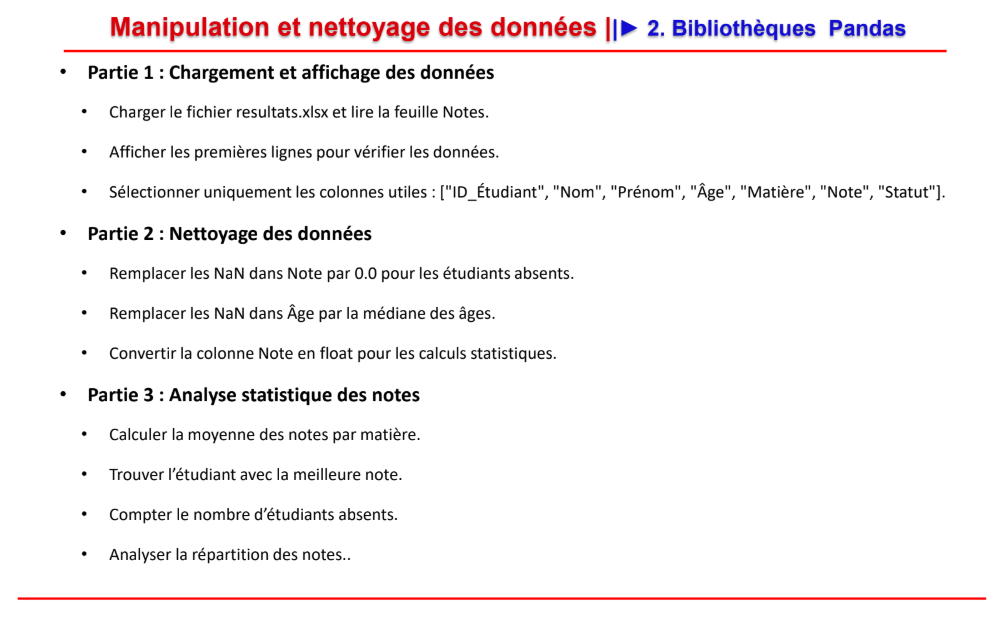 Manipulation et nettoyage des données ||► 2. Bibliothèques Pandas
• Partie 1 : Chargement et affichage des données
• Charger le fichier resultats.xlsx et lire la feuille Notes.
• Afficher les premières lignes pour vérifier les données.
• Sélectionner uniquement les colonnes utiles : ["ID_Étudiant", "Nom", "Prénom", "Âge", "Matière", "Note", "Statut"].
• Partie 2 : Nettoyage des données
• Remplacer les NaN dans Note par 0.0 pour les étudiants absents.
• Remplacer les NaN dans Âge par la médiane des âges.
• Convertir la colonne Note en float pour les calculs statistiques.
• Partie 3 : Analyse statistique des notes
• Calculer la moyenne des notes par matière.
• Trouver l’étudiant avec la meilleure note.
• Compter le nombre d’étudiants absents.
• Analyser la répartition des notes..